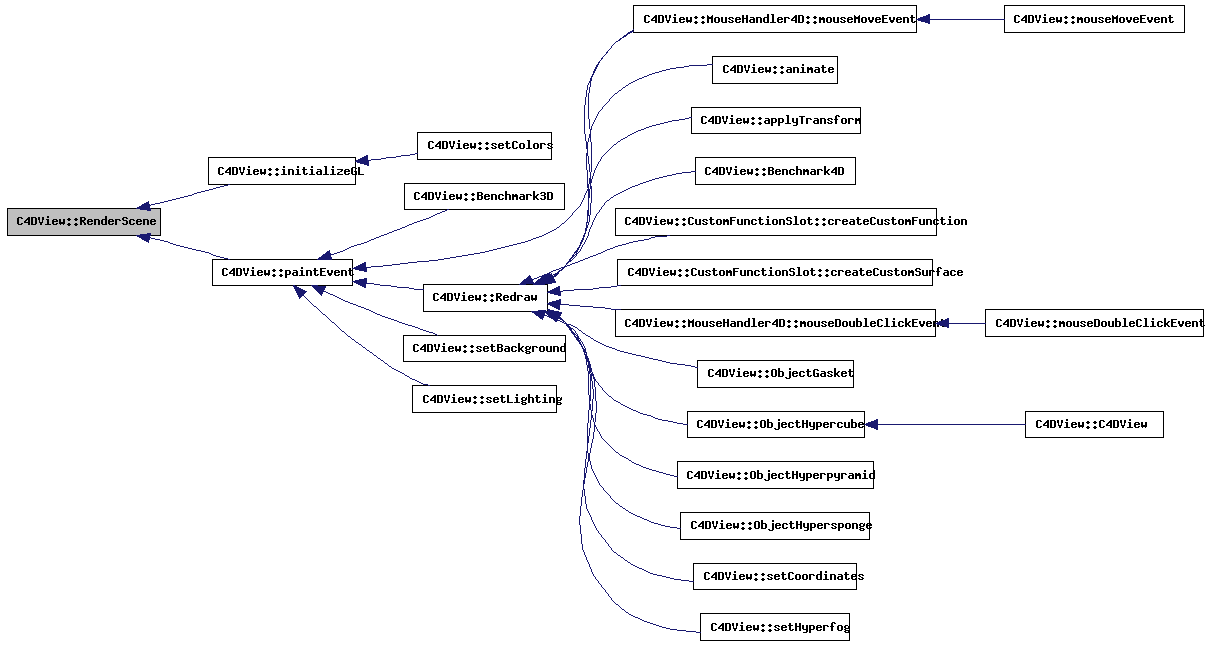 C4DView::MouseHandler4D::mouseMoveEvent
C4DView::mouseMoveEvent
C4DView::animate
C4DView::applyTransform
C4DView::setColors
C4DView::initializeGL
C4DView::Benchmark4D
C4DView::Benchmark3D
C4DView::RenderScene
C4DView::CustomFunctionSlot::createCustomFunction
C4DView::paintEvent
C4DView::CustomFunctionSlot::createCustomSurface
C4DView::Redraw
C4DView::MouseHandler4D::mouseDoubleClickEvent
C4DView::mouseDoubleClickEvent
C4DView::setBackground
C4DView::ObjectGasket
C4DView::setLighting
C4DView::ObjectHypercube
C4DView::C4DView
C4DView::ObjectHyperpyramid
C4DView::ObjectHypersponge
C4DView::setCoordinates
C4DView::setHyperfog